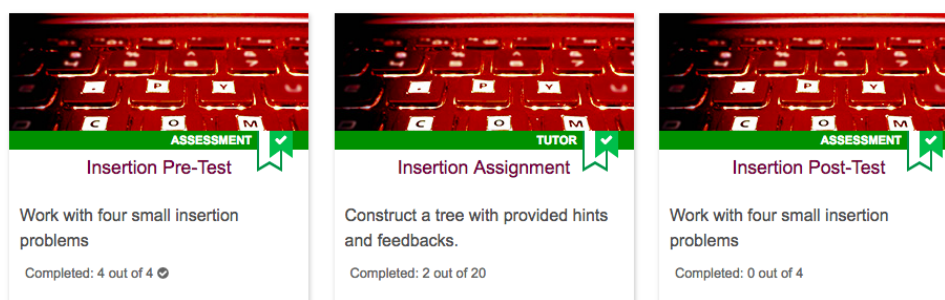 . P Y
C O M
ASSESSMENT
Insertion Pre-Test
Work with four small insertion
problems
Completed: 4 out of 4
. P Y
C O M
TUTOR
Insertion Assignment
Construct a tree with provided hints
and feedbacks.
Completed: 2 out of 20
. P Y
C O M
ASSESSMENT
Insertion Post-Test
Work with four small insertion
problems
Completed: 0 out of 4